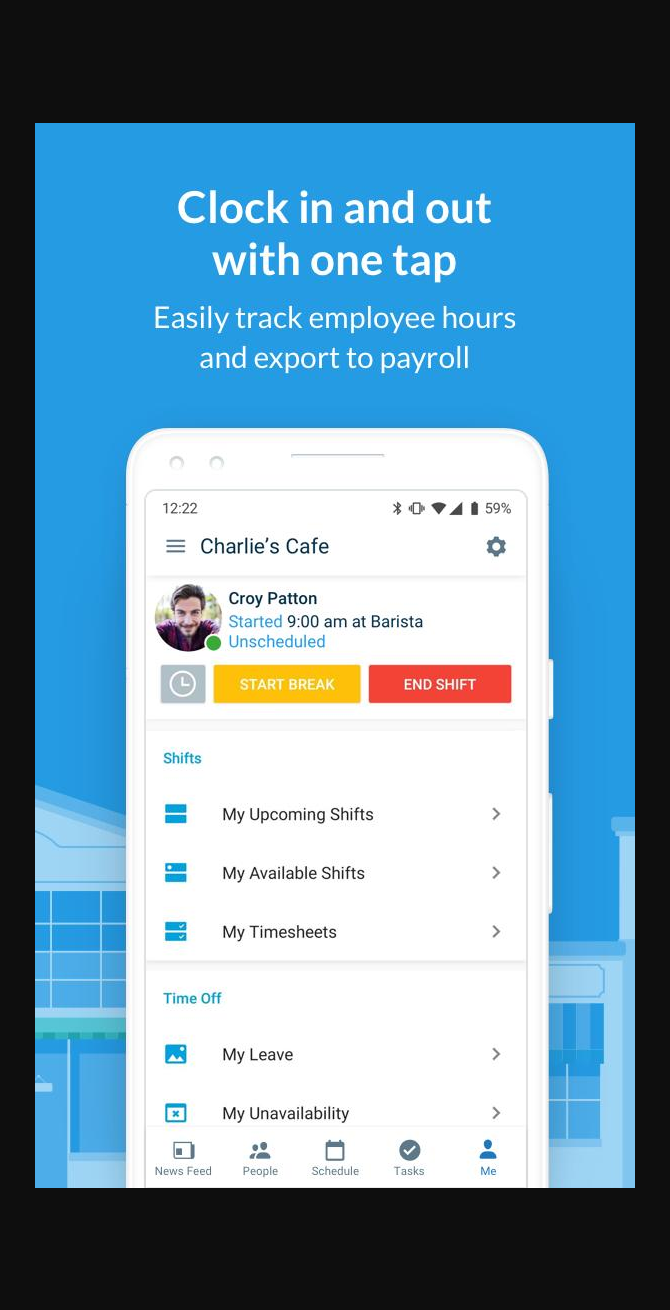 Clock in and out
with one tap
Easily track employee hours
and export to payroll
12:22
59%
Charlie's Cafe
Croy Patton
Started 9:00 am at Barista
Unscheduled
START BREAK
END SHIFT
Shifts
My Upcoming Shifts
My Available Shifts
My Timesheets
Time Off
My Leave
My Unavailability
News Feed
People
Schedule
Tasks
Me